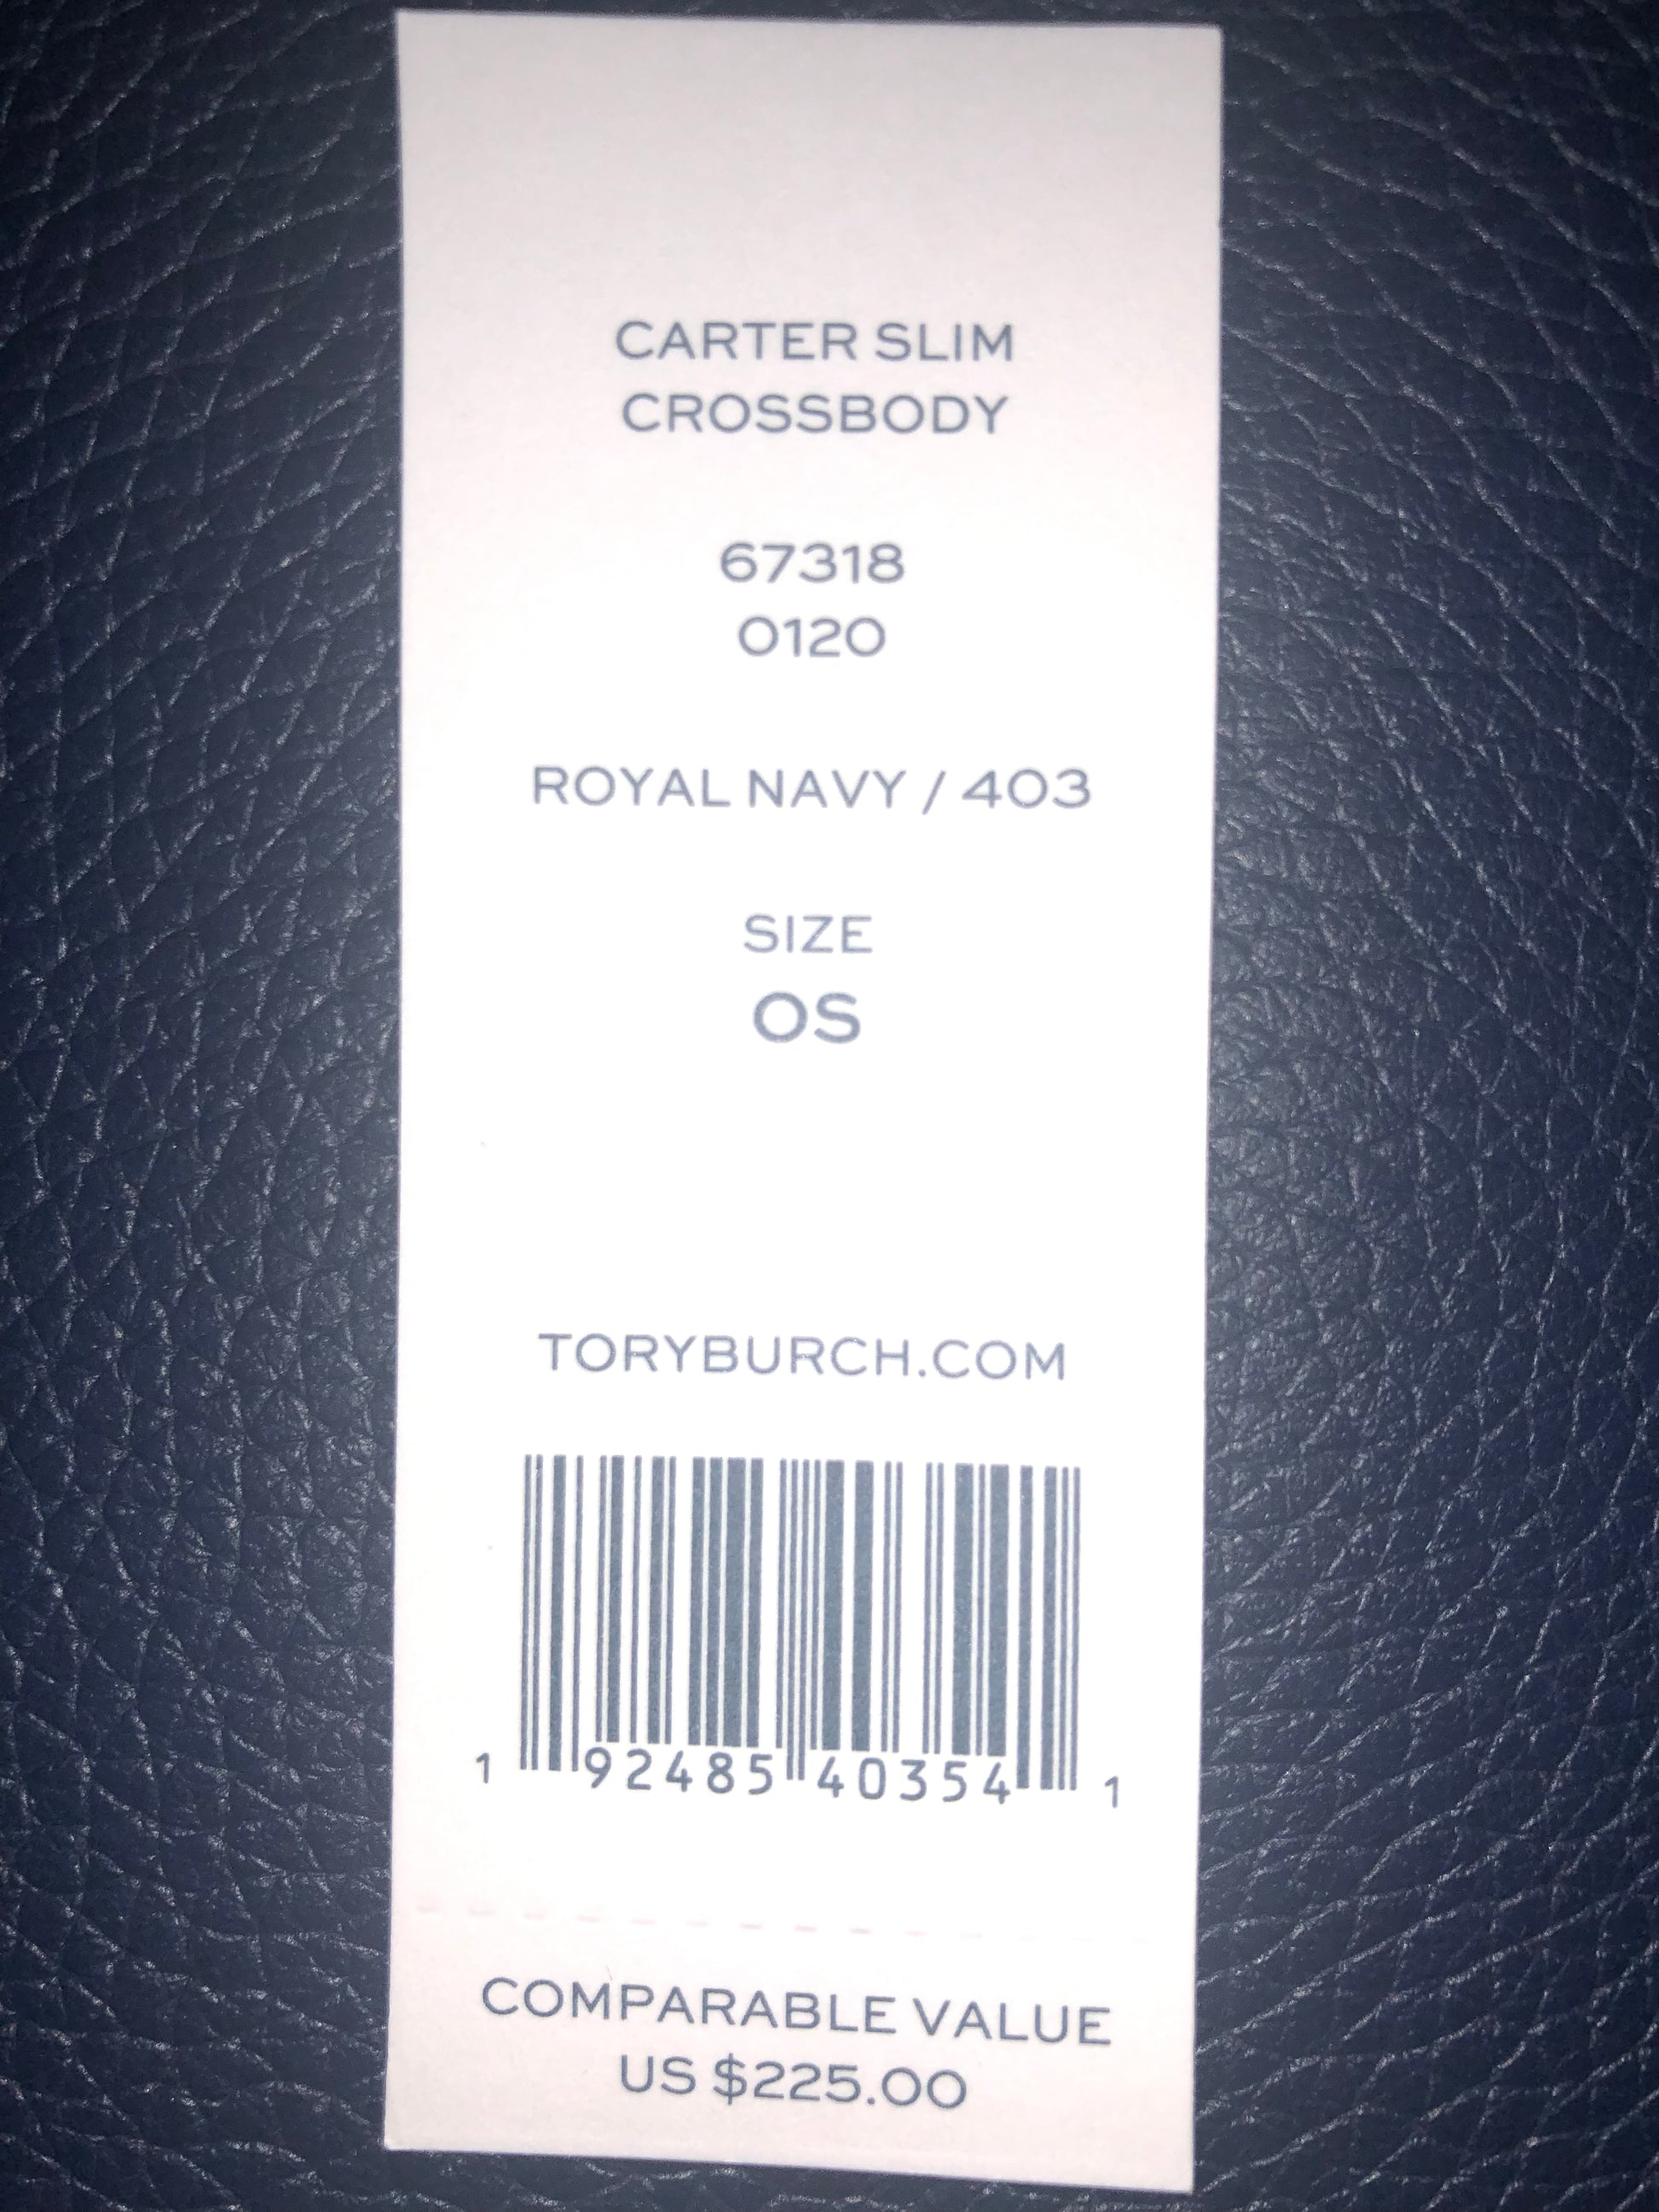 CARTER SLIM
CROSSBODY
67318
0120
ROYAL NAVY / 403
SIZE
OS
TORYBURCH.COM
1 92485 40354 1
COMPARABLE VALUE
US $225.00